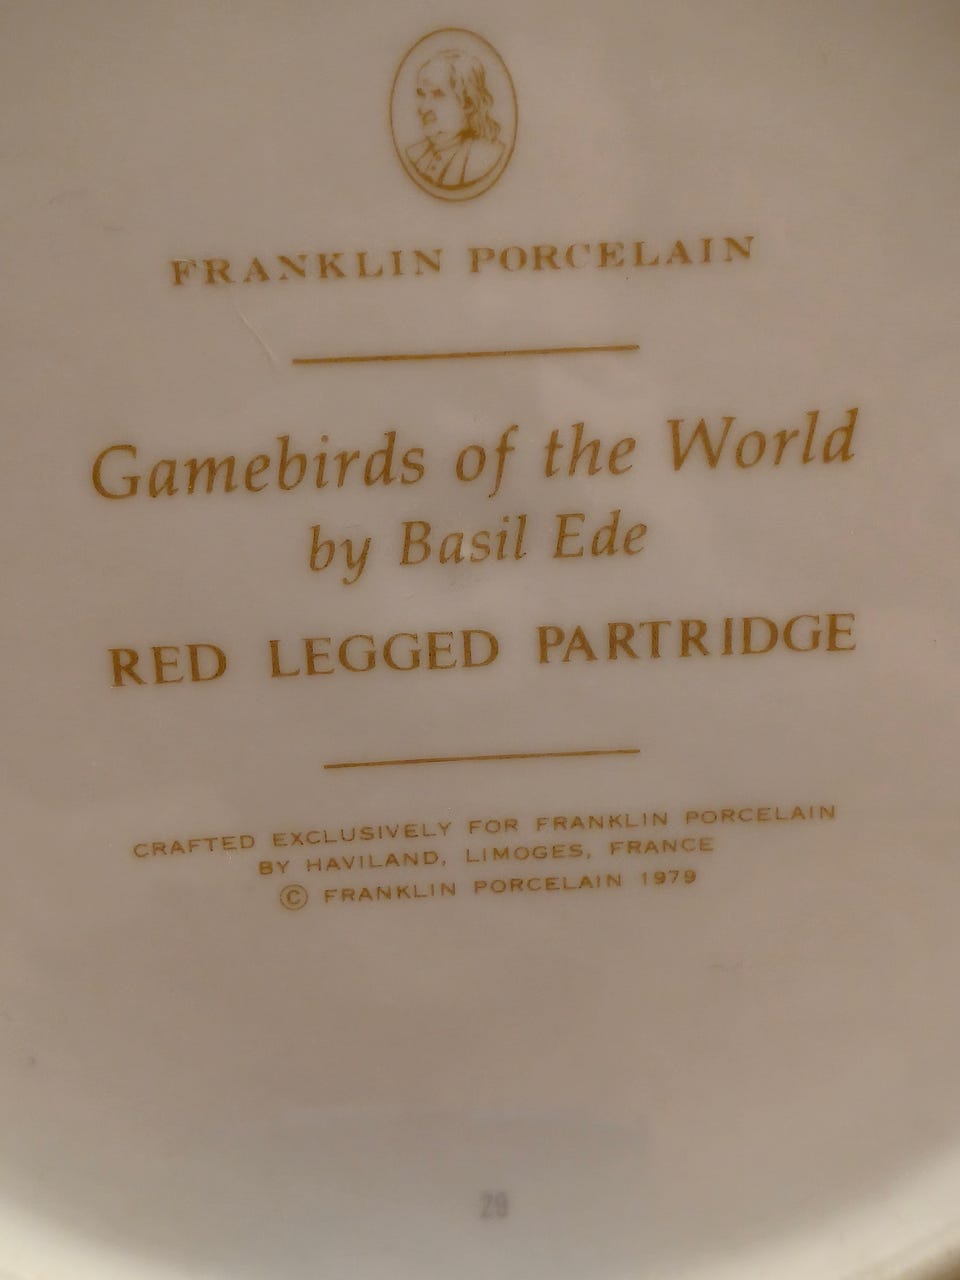 FRANKLIN PORCELAIN
Gamebirds of the World
by Basil Ede
RED LEGGED PARTRIDGE
CRAFTED EXCLUSIVELY FOR FRANKLIN PORCELAIN
BY HAVILAND, LIMOGES, FRANCE
© FRANKLIN PORCELAIN 1979